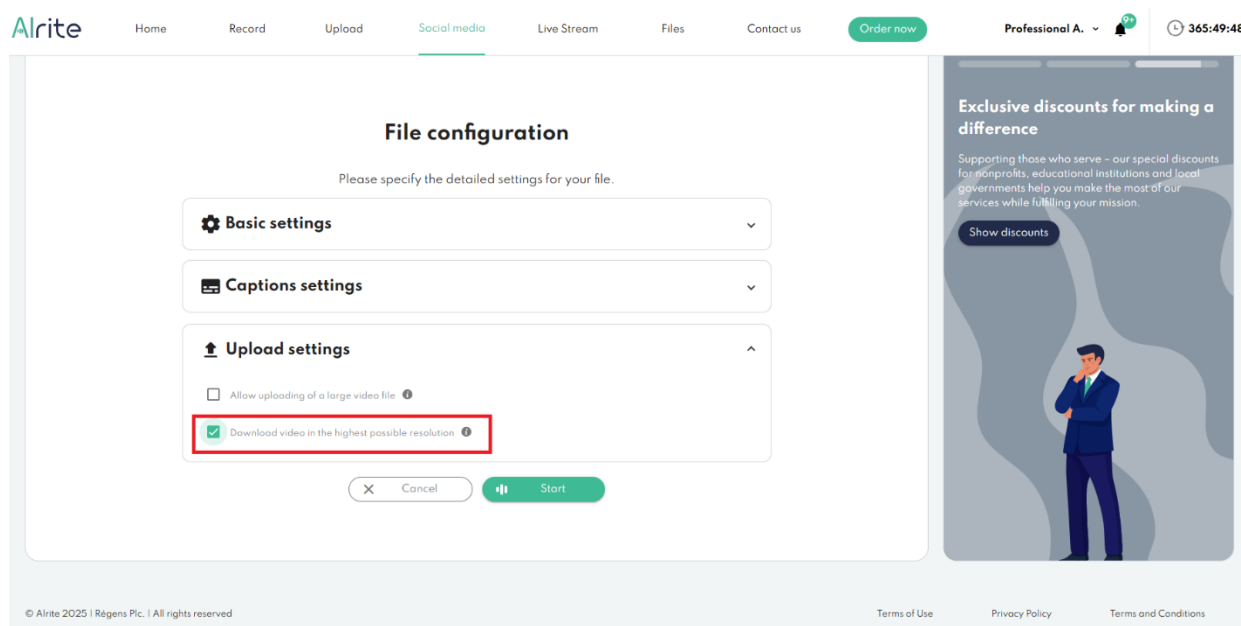 Alrite
Home
Record
Upload
Social media
Live Stream
Files
Contact us
Order now
Professional A.
9+
365:49:48
File configuration
Please specify the detailed settings for your file.
Basic settings
Captions settings
Upload settings
Allow uploading of a large video file
Download video in the highest possible resolution
Cancel
Start
Exclusive discounts for making a
difference
Supporting those who serve – our special discounts
for nonprofits, educational institutions and local
governments help you make the most of our
services while fulfilling your mission.
Show discounts
© Alrite 2025 | Régens Plc. | All rights reserved
Terms of Use
Privacy Policy
Terms and Conditions